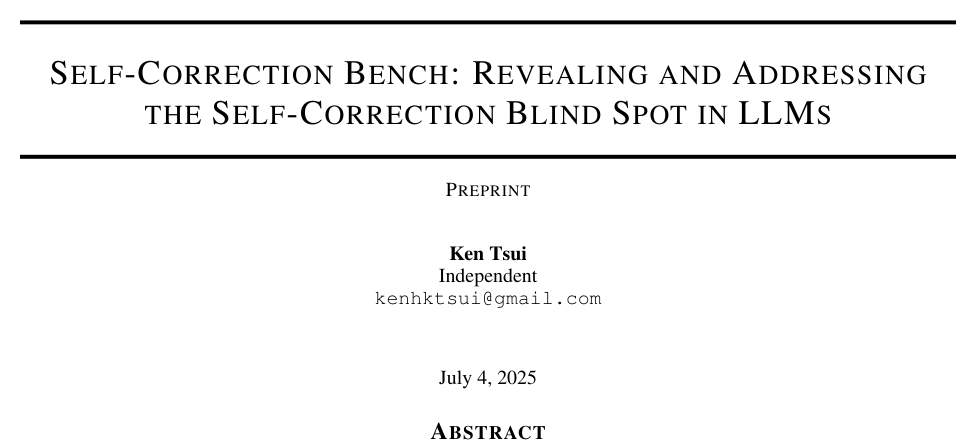 SELF-CORRECTION BENCH: REVEALING AND ADDRESSING
THE SELF-CORRECTION BLIND SPOT IN LLMS
PREPRINT
Ken Tsui
Independent
kenhktsui@gmail.com
July 4, 2025
ABSTRACT